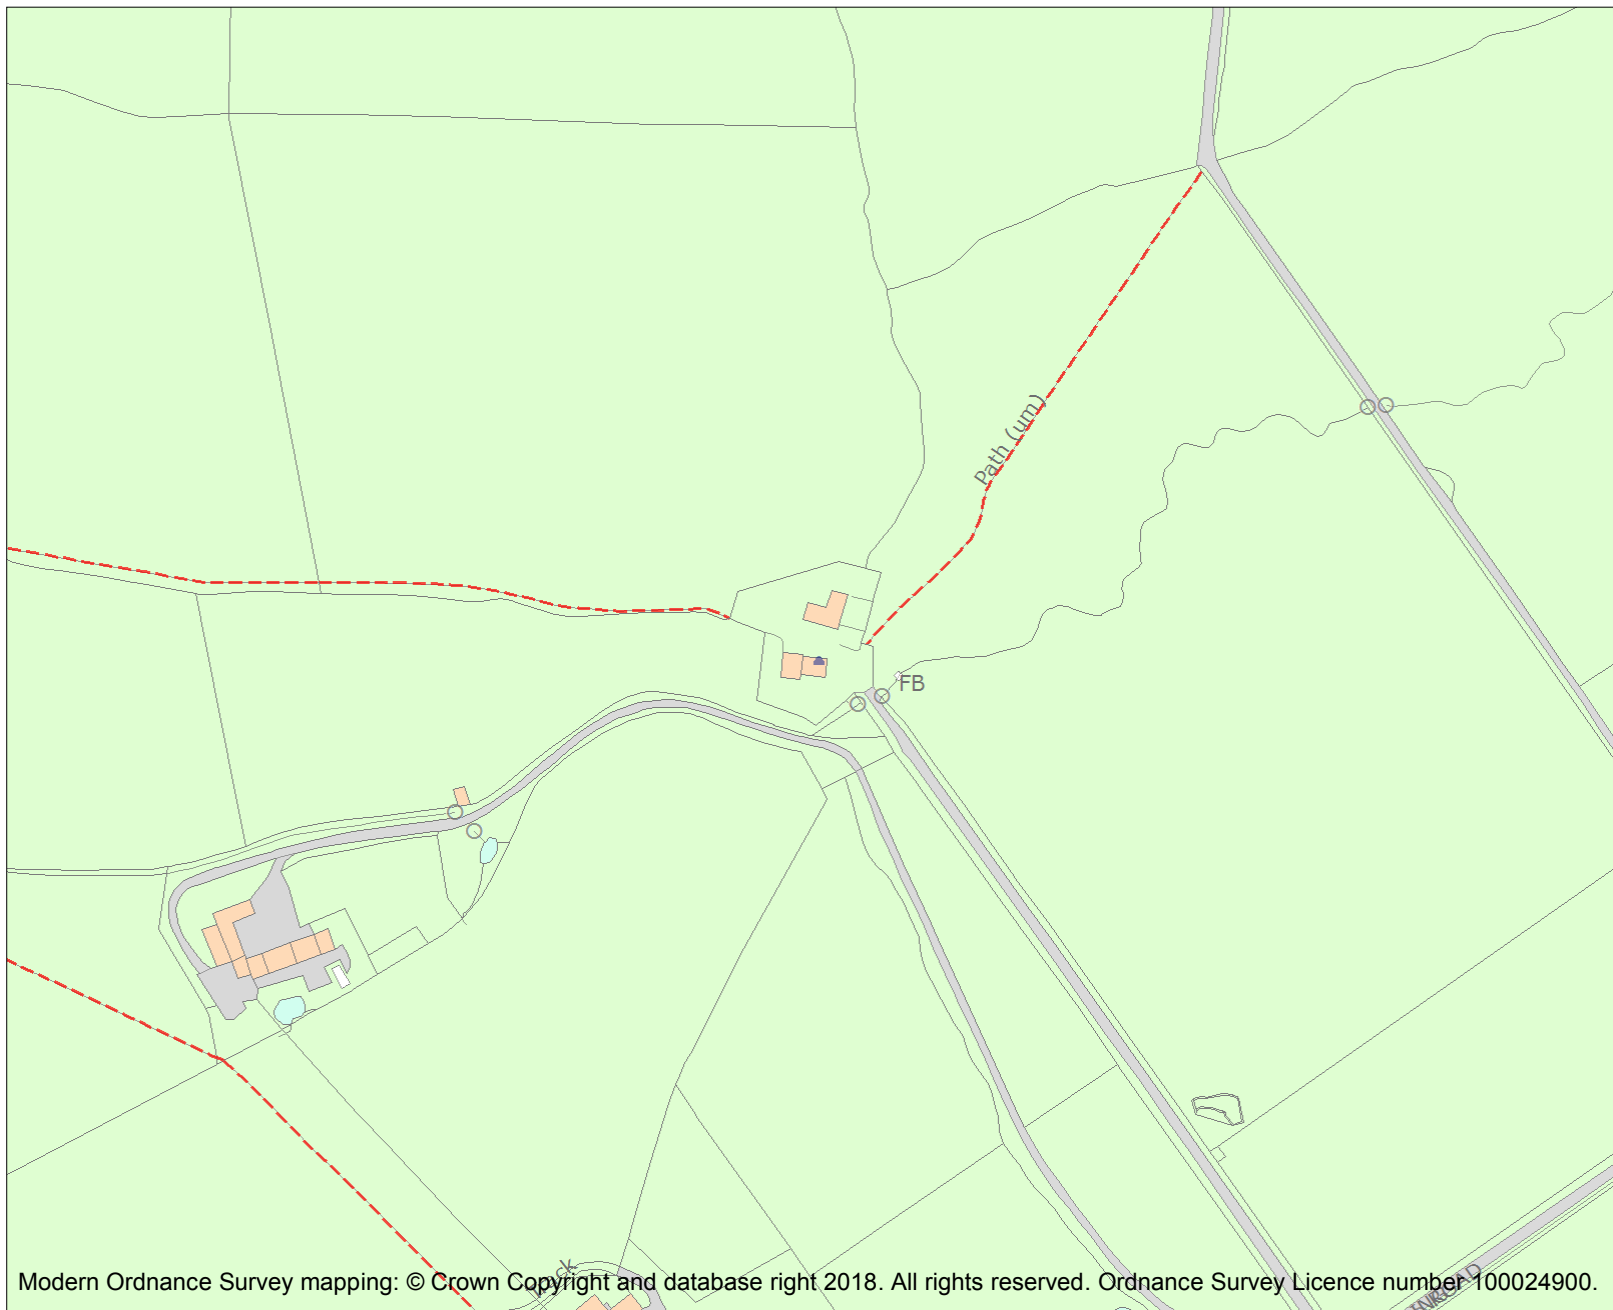 Path (um)
FB
Modern Ordnance Survey mapping: © Crown Copyright and database right 2018. All rights reserved. Ordnance Survey Licence number 100024900.